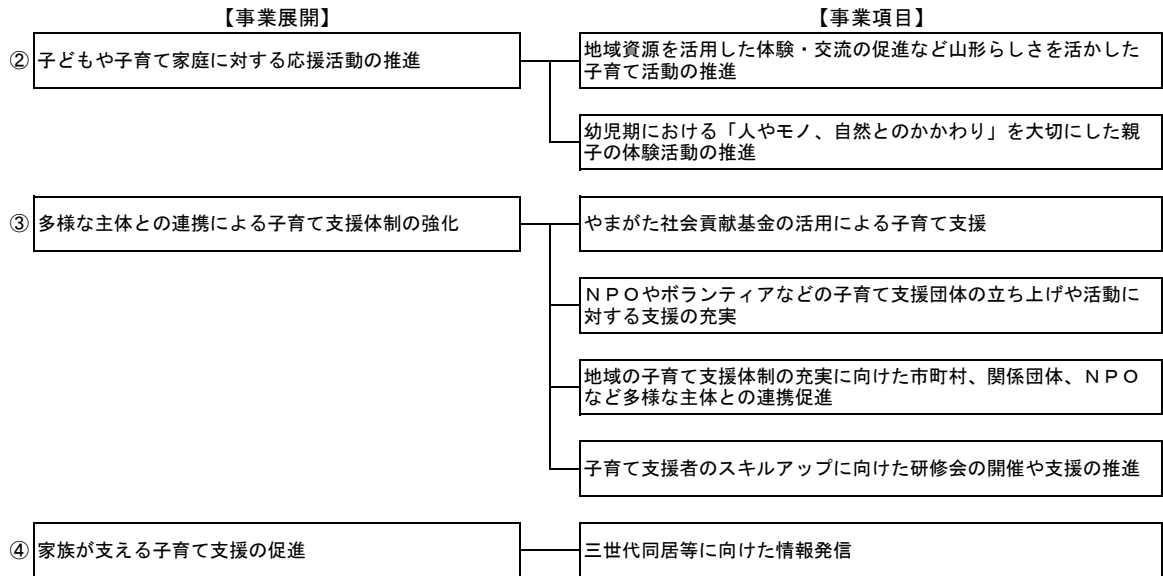 【事業展開】 【事業項目】
② 子どもや子育て家庭に対する応援活動の推進
地域資源を活用した体験・交流の促進など山形らしさを活かした
子育て活動の推進
幼児期における「人やモノ、自然とのかかわり」を大切にした親
子の体験活動の推進
③ 多様な主体との連携による子育て支援体制の強化
やまがた社会貢献基金の活用による子育て支援
ＮＰＯやボランティアなどの子育て支援団体の立ち上げや活動に
対する支援の充実
地域の子育て支援体制の充実に向けた市町村、関係団体、ＮＰＯ
など多様な主体との連携促進
子育て支援者のスキルアップに向けた研修会の開催や支援の推進
④ 家族が支える子育て支援の促進
三世代同居等に向けた情報発信